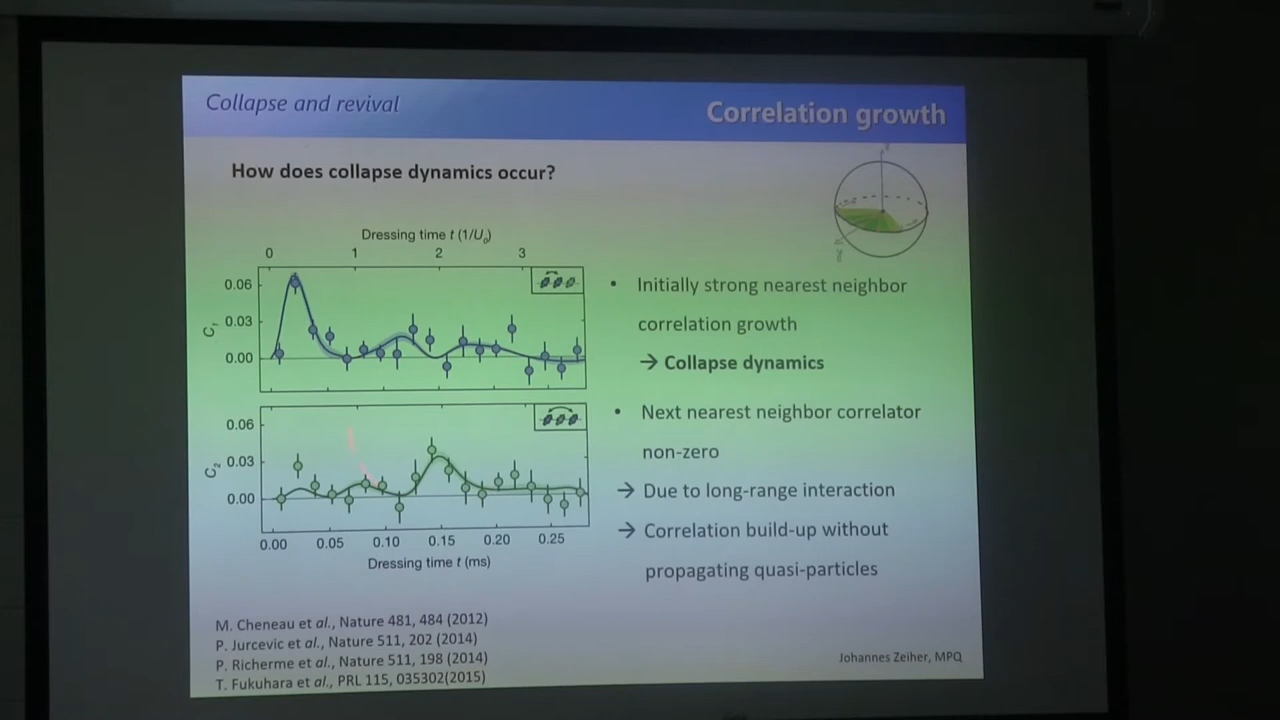 Collapse and revival
Correlation growth
How does collapse dynamics occur?
Dressing time t (1/U₀)
0 1 2 3
0.06
0.03
0.00
C₁
0.06
0.03
0.00
C₂
0.00 0.05 0.10 0.15 0.20 0.25
Dressing time t (ms)
• Initially strong nearest neighbor
correlation growth
→ Collapse dynamics
• Next nearest neighbor correlator
non-zero
→ Due to long-range interaction
→ Correlation build-up without
propagating quasi-particles
M. Cheneau et al., Nature 481, 484 (2012)
P. Jurcevic et al., Nature 511, 202 (2014)
P. Richerme et al., Nature 511, 198 (2014)
T. Fukuhara et al., PRL 115, 035302(2015)
Johannes Zeiher, MPQ